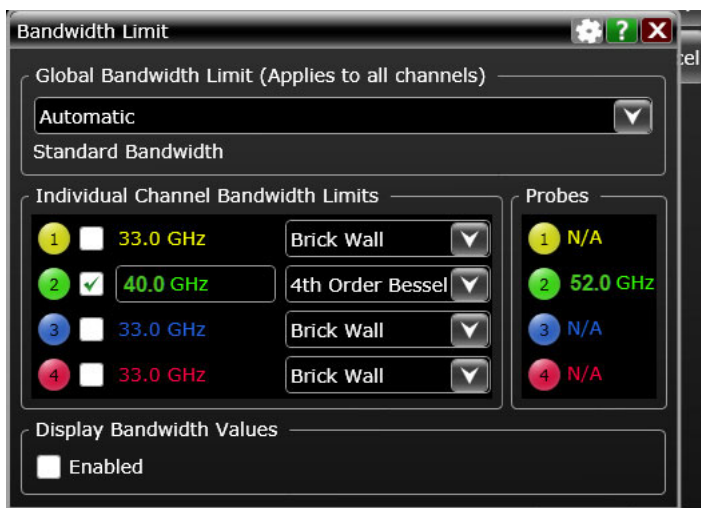 Bandwidth Limit ?
cel
Global Bandwidth Limit (Applies to all channels)
Automatic
Standard Bandwidth
Individual Channel Bandwidth Limits Probes
1 33.0 GHz Brick Wall 1 N/A
2 40.0 GHz 4th Order Bessel 2 52.0 GHz
3 33.0 GHz Brick Wall 3 N/A
4 33.0 GHz Brick Wall 4 N/A
Display Bandwidth Values
Enabled